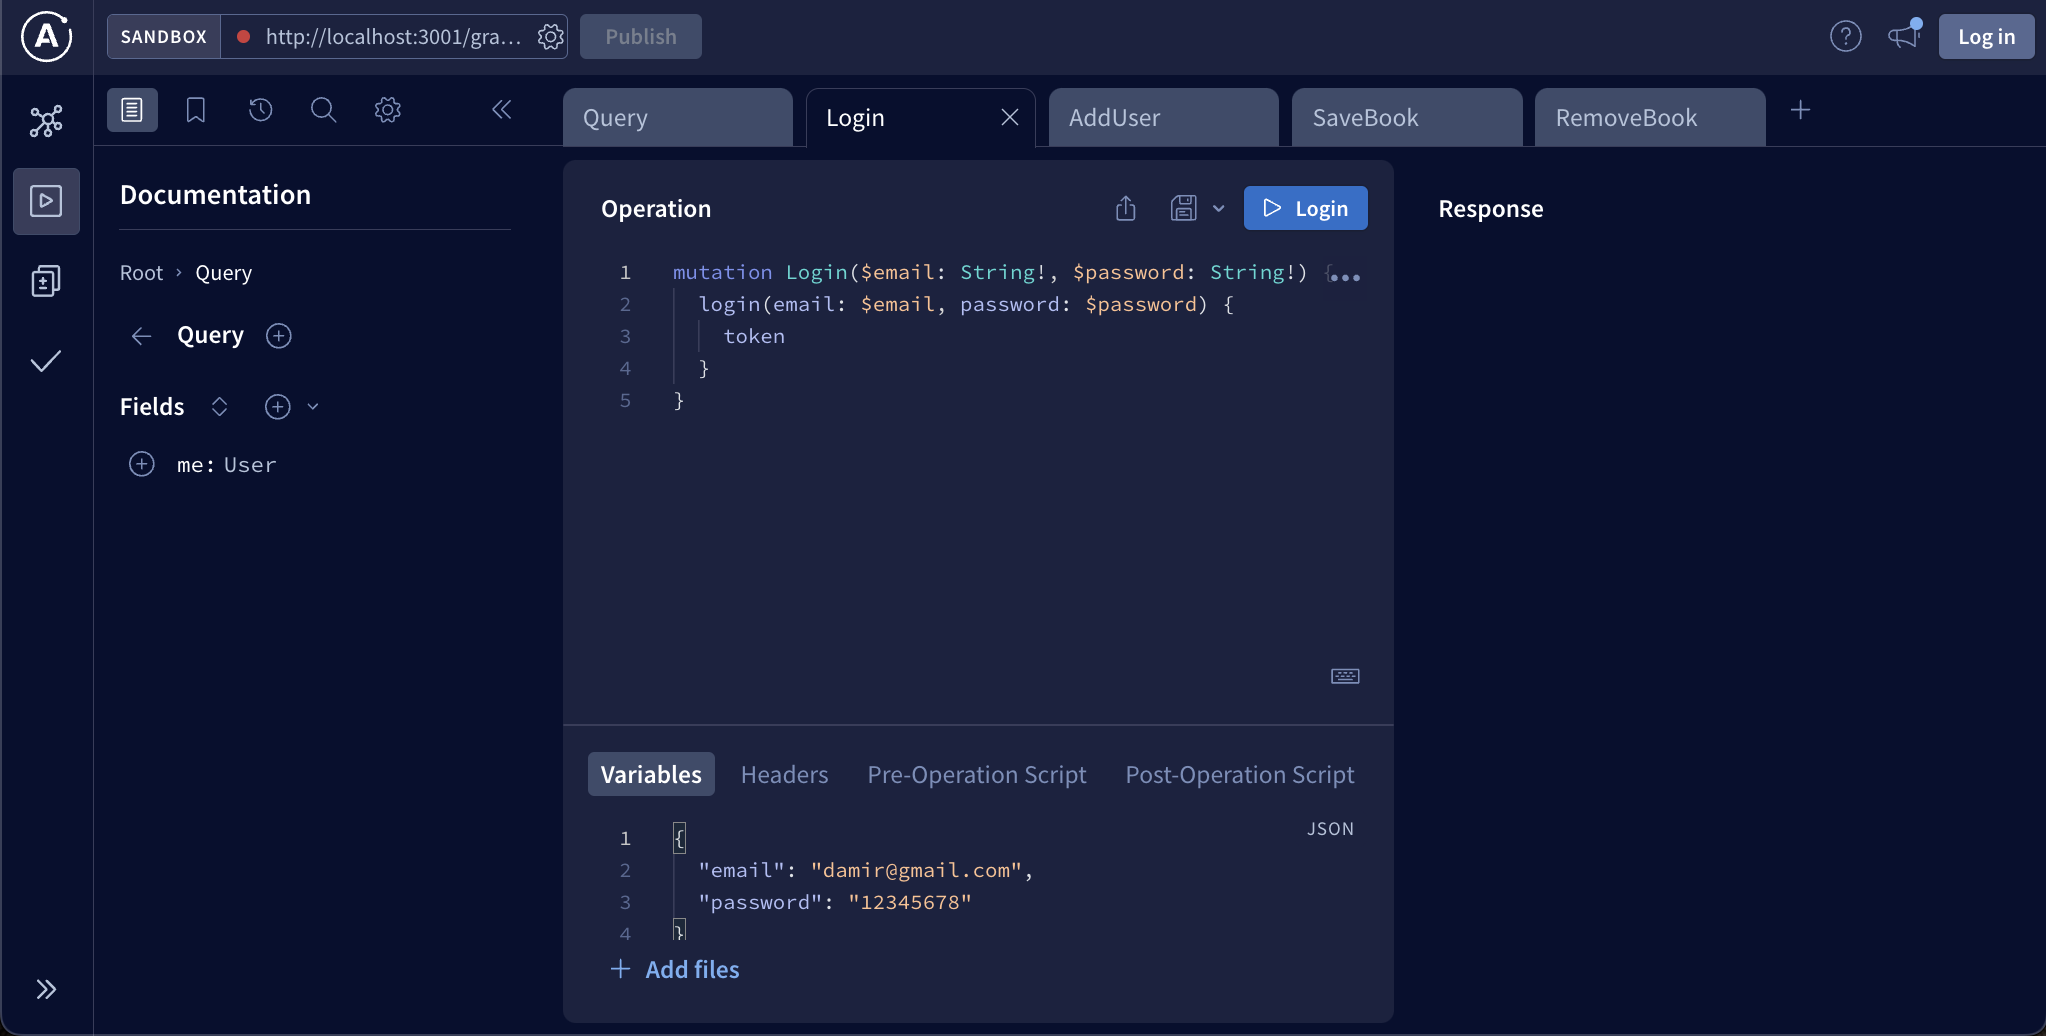 SANDBOX
http://localhost:3001/gra...
Publish
?
Log in
Query
Login
AddUser
SaveBook
RemoveBook
Documentation
Root › Query
Query
Fields
me: User
Operation
Login
1 mutation Login($email: String!, $password: String!) {...
2 login(email: $email, password: $password) {
3 token
4 }
5 }
Variables
Headers
Pre-Operation Script
Post-Operation Script
JSON
1 {
2 "email": "damir@gmail.com",
3 "password": "12345678"
4 }
Add files
Response